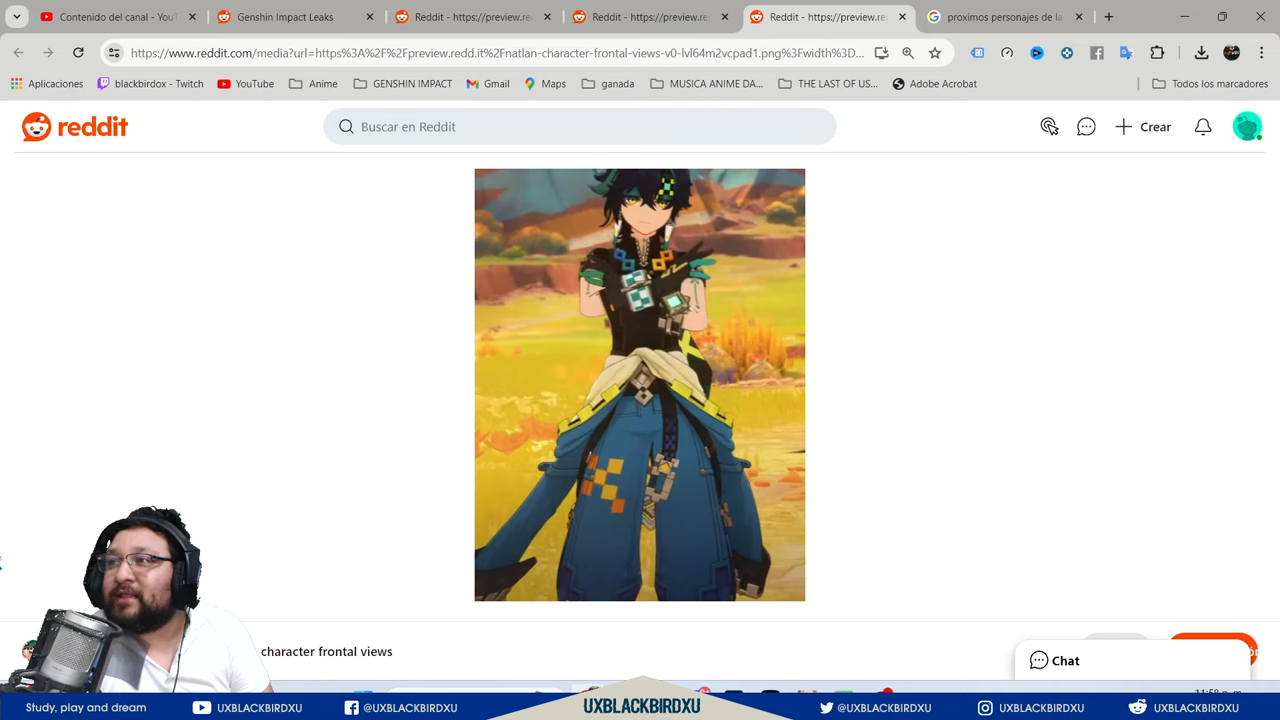 Contenido del canal - YouT
Genshin Impact Leaks
Reddit - https://preview.re
Reddit - https://preview.re
Reddit - https://preview.re
proximos personajes de la
https://www.reddit.com/media?url=https%3A%2F%2Fpreview.redd.it%2Fnatlan-character-frontal-views-v0-lvl64m2vcpad1.png%3Fwidth%3D...
Aplicaciones
blackbirdox - Twitch
YouTube
Anime
GENSHIN IMPACT
Gmail
Maps
ganada
MUSICA ANIME DA...
THE LAST OF US...
Adobe Acrobat
Todos los marcadores
reddit
Buscar en Reddit
Crear
character frontal views
Chat
Study, play and dream
UXBLACKBIRDXU
@UXBLACKBIRDXU
UXBLACKBIRDXU
@UXBLACKBIRDXU
UXBLACKBIRDXU
UXBLACKBIRDXU